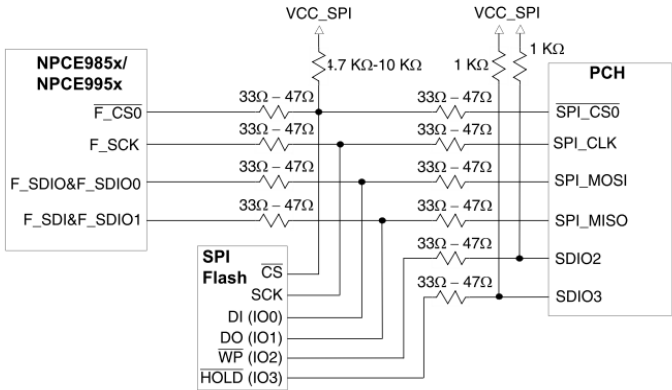 VCC_SPI
VCC_SPI
1 KΩ
4.7 KΩ-10 KΩ
1 KΩ
NPCE985x/
NPCE995x
PCH
33Ω – 47Ω
33Ω – 47Ω
F_CS0
SPI_CS0
33Ω – 47Ω
33Ω – 47Ω
F_SCK
SPI_CLK
33Ω – 47Ω
33Ω – 47Ω
F_SDIO&F_SDIO0
SPI_MOSI
33Ω – 47Ω
33Ω – 47Ω
F_SDI&F_SDIO1
SPI_MISO
33Ω – 47Ω
SDIO2
33Ω – 47Ω
SDIO3
SPI
Flash
CS
SCK
DI (IO0)
DO (IO1)
WP (IO2)
HOLD (IO3)